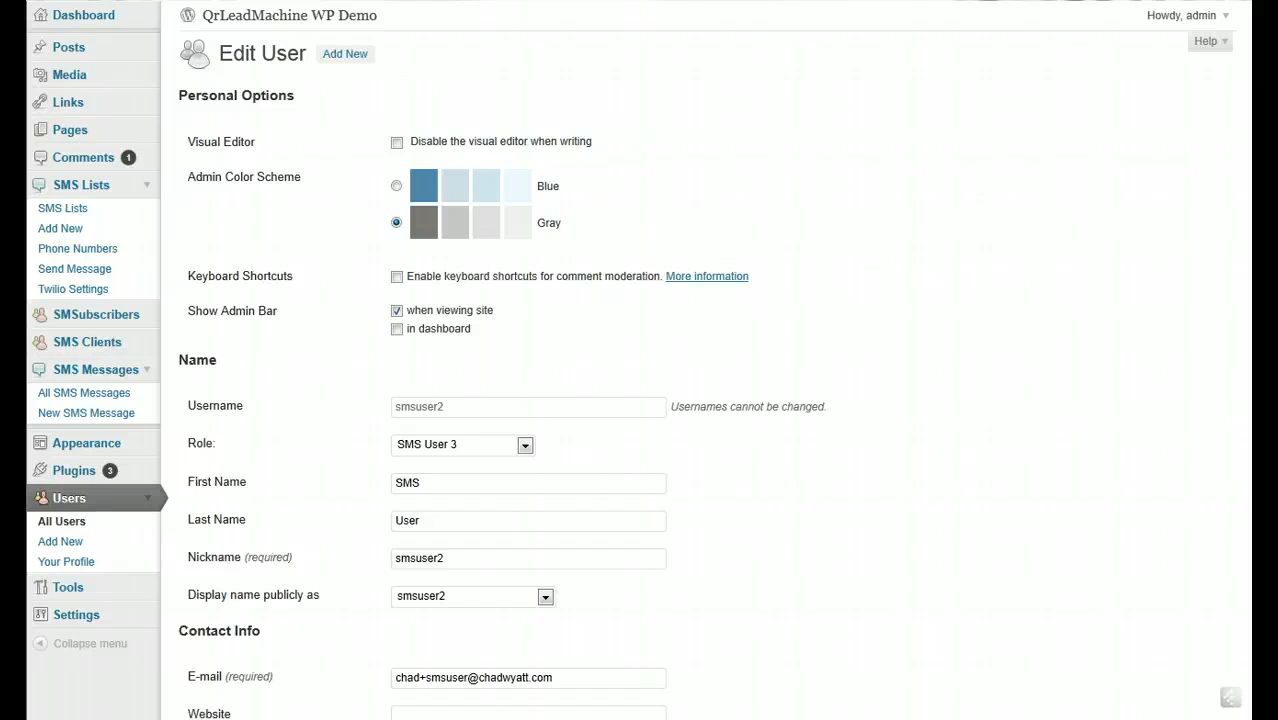 Dashboard
Posts
Media
Links
Pages
Comments 1
SMS Lists
SMS Lists
Add New
Phone Numbers
Send Message
Twilio Settings
SMSubscribers
SMS Clients
SMS Messages
All SMS Messages
New SMS Message
Appearance
Plugins 3
Users
All Users
Add New
Your Profile
Tools
Settings
Collapse menu
QrLeadMachine WP Demo
Howdy, admin
Help
Edit User Add New
Personal Options
Visual Editor Disable the visual editor when writing
Admin Color Scheme
Blue
Gray
Keyboard Shortcuts Enable keyboard shortcuts for comment moderation. More information
Show Admin Bar when viewing site
in dashboard
Name
Username smsuser2 Usernames cannot be changed.
Role: SMS User 3
First Name SMS
Last Name User
Nickname (required) smsuser2
Display name publicly as smsuser2
Contact Info
E-mail (required) chad+smsuser@chadwyatt.com
Website